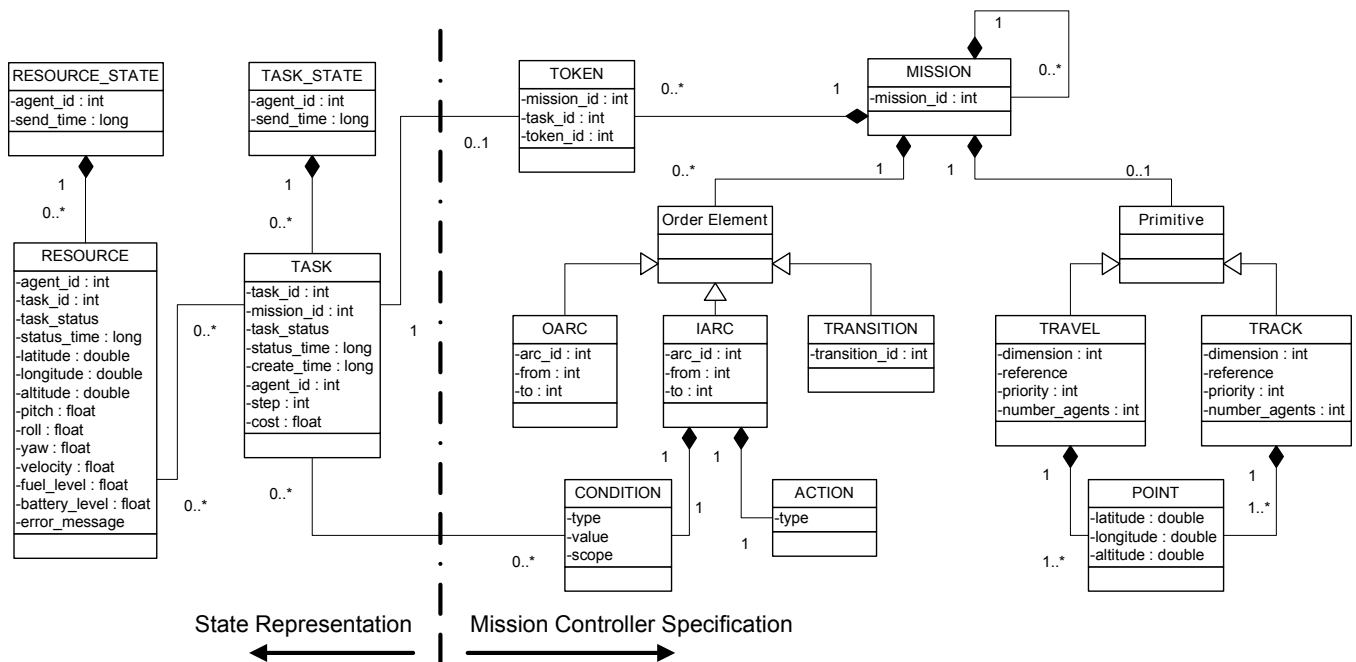 RESOURCE_STATE
-agent_id : int
-send_time : long
1
0..*
RESOURCE
-agent_id : int
-task_id : int
-task_status
-status_time : long
-latitude : double
-longitude : double
-altitude : double
-pitch : float
-roll : float
-yaw : float
-velocity : float
-fuel_level : float
-battery_level : float
-error_message
0..*
0..*
TASK_STATE
-agent_id : int
-send_time : long
1
0..*
TASK
-task_id : int
-mission_id : int
-task_status
-status_time : long
-create_time : long
-agent_id : int
-step : int
-cost : float
1
0..1
0..*
0..*
TOKEN
-mission_id : int
-task_id : int
-token_id : int
0..*
1
MISSION
-mission_id : int
1
0..*
1
0..*
1
0..1
Order Element
Primitive
OARC
-arc_id : int
-from : int
-to : int
IARC
-arc_id : int
-from : int
-to : int
TRANSITION
-transition_id : int
1
1
1
1
CONDITION
-type
-value
-scope
ACTION
-type
TRAVEL
-dimension : int
-reference
-priority : int
-number_agents : int
TRACK
-dimension : int
-reference
-priority : int
-number_agents : int
1
1..*
1
1..*
POINT
-latitude : double
-longitude : double
-altitude : double
State Representation
Mission Controller Specification